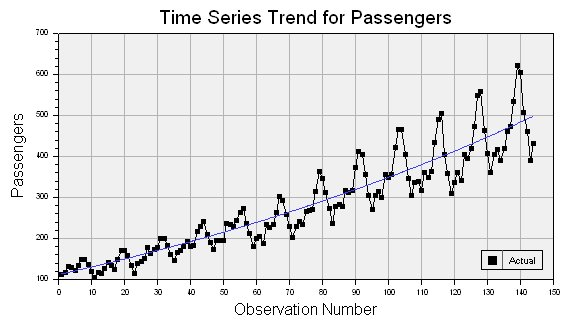 Time Series Trend for Passengers
700
600
500
400
300
200
100
Passengers
0 10 20 30 40 50 60 70 80 90 100 110 120 130 140 150
Observation Number
Actual